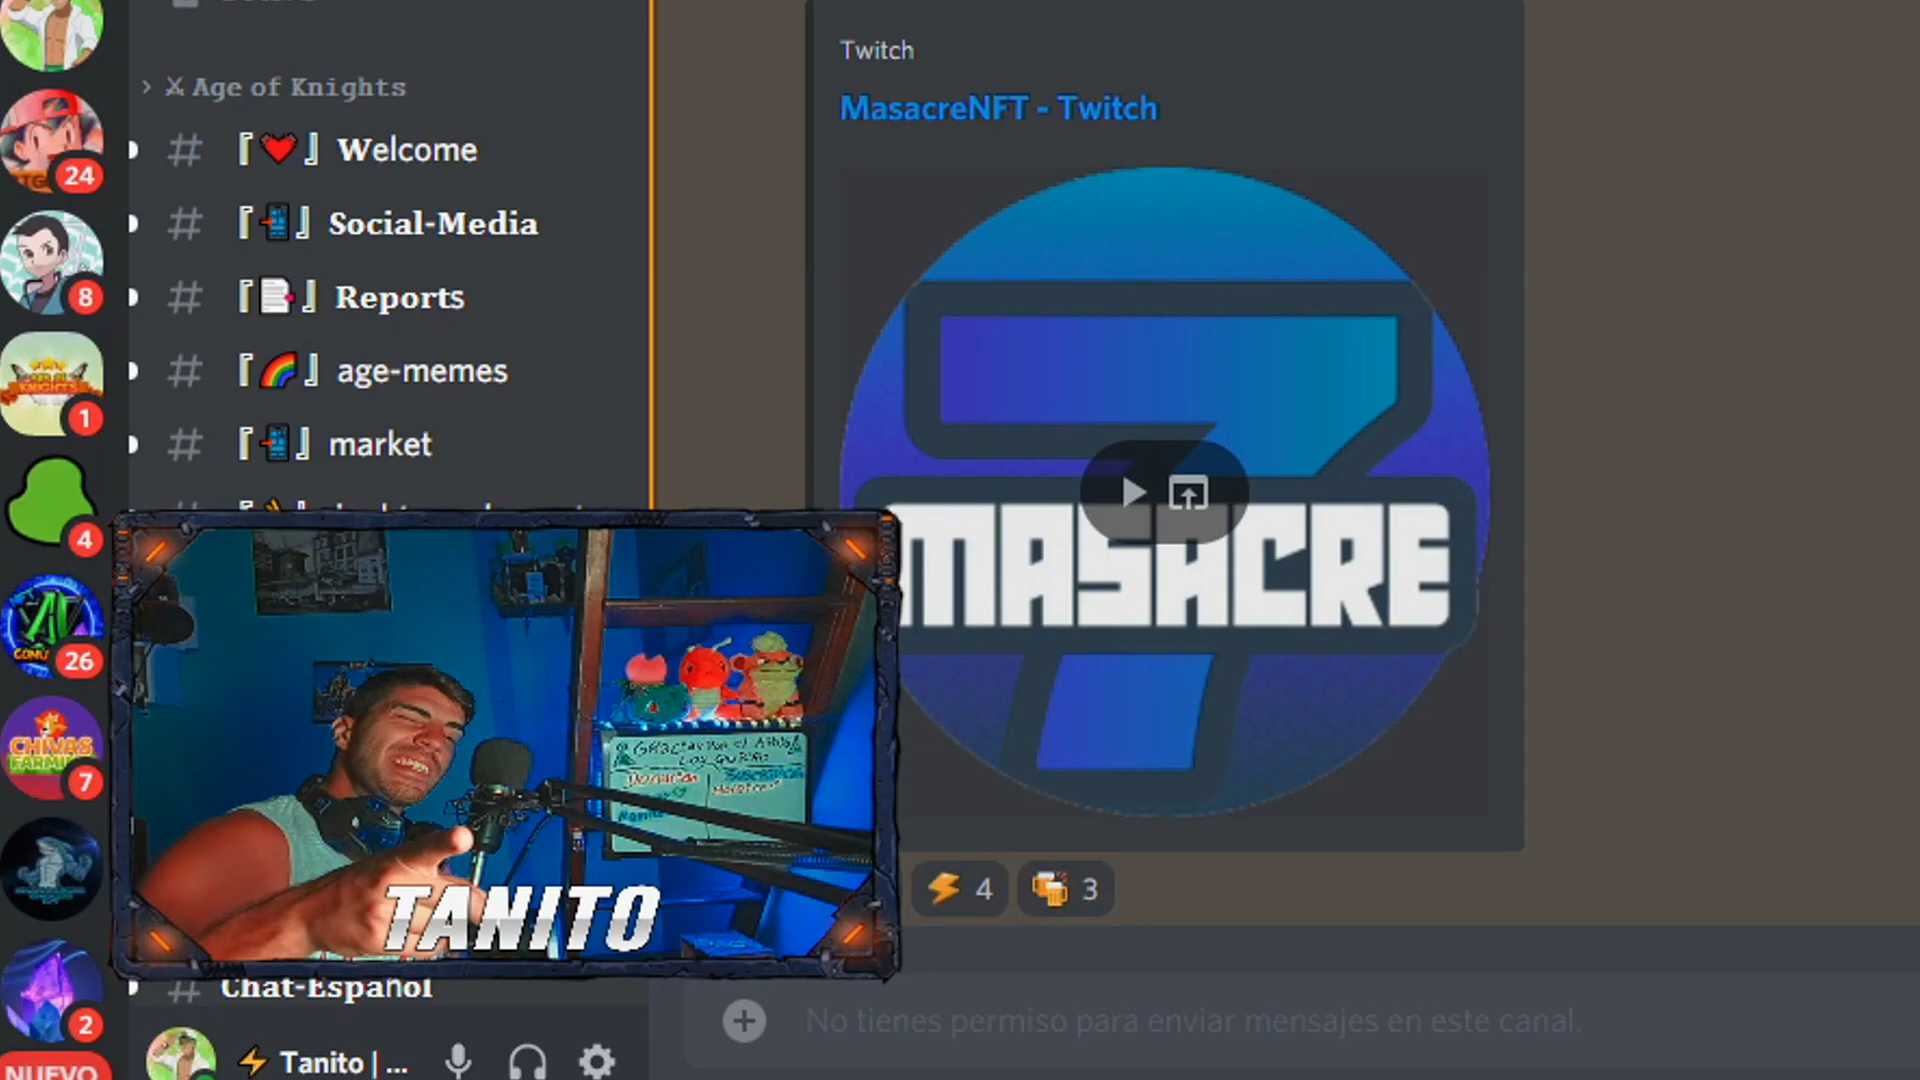 Age of Knights
Welcome
Social-Media
Reports
age-memes
market
Chat-Español
Tanito | ...
24
8
1
4
26
CHIVAS
7
2
NUEVO
Twitch
MasacreNFT - Twitch
MASACRE
4
3
No tienes permiso para enviar mensajes en este canal.
TANITO